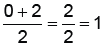 (0 + 2)/2 = 2/2 = 1